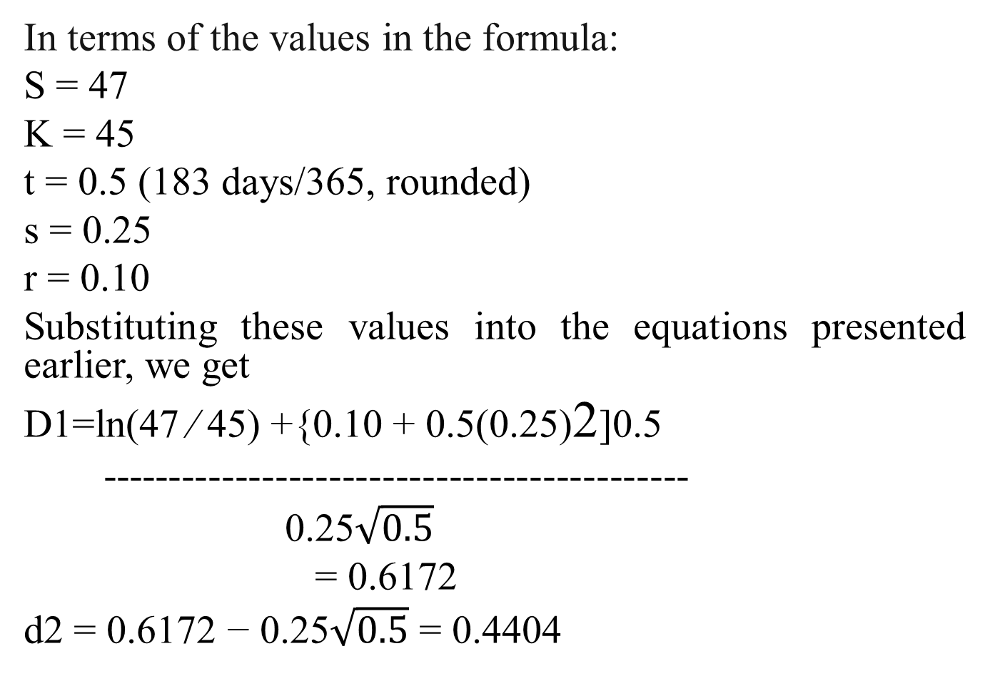 In terms of the values in the formula:
S = 47
K = 45
t = 0.5 (183 days/365, rounded)
s = 0.25
r = 0.10
Substituting these values into the equations presented
earlier, we get
D1=ln(47 ∕ 45) +{0.10 + 0.5(0.25)2]0.5
--------------------------------------------
0.25√0.5
= 0.6172
d2 = 0.6172 − 0.25√0.5 = 0.4404